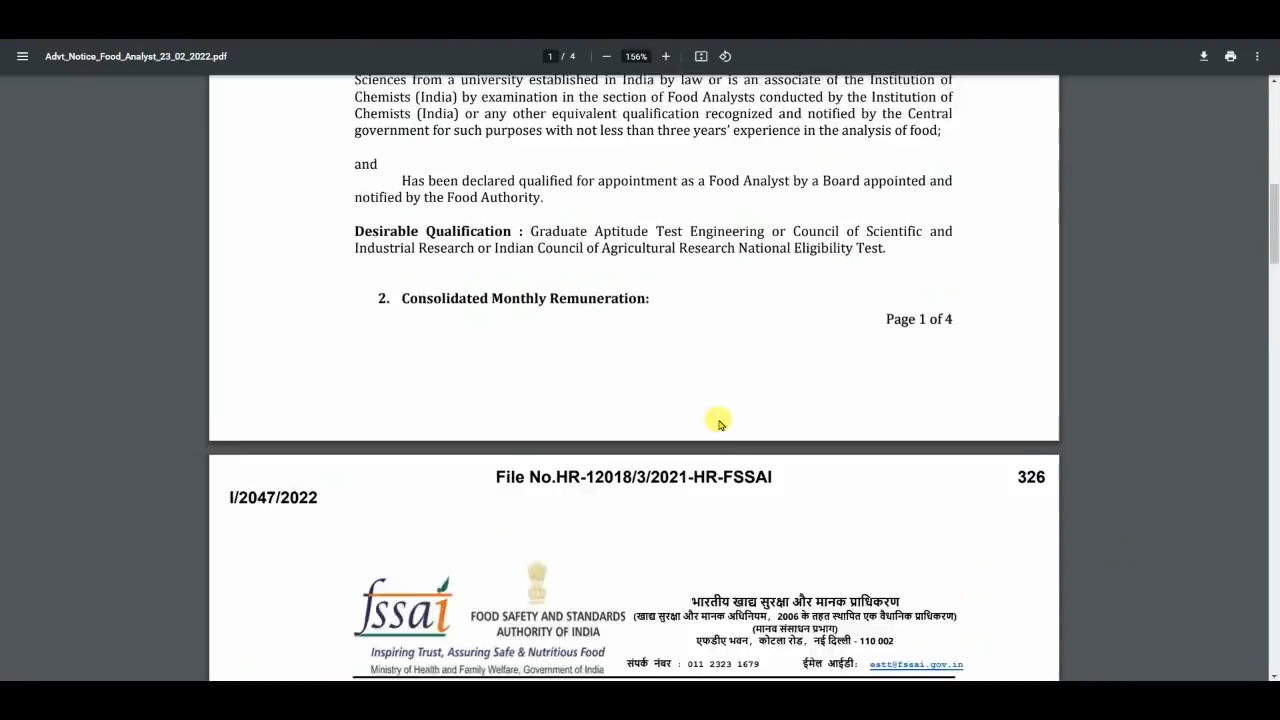 Advt_Notice_Food_Analyst_23_02_2022.pdf
1 / 4
156%
Sciences from a university established in India by law or is an associate of the Institution of
Chemists (India) by examination in the section of Food Analysts conducted by the Institution of
Chemists (India) or any other equivalent qualification recognized and notified by the Central
government for such purposes with not less than three years' experience in the analysis of food;
and
Has been declared qualified for appointment as a Food Analyst by a Board appointed and
notified by the Food Authority.
Desirable Qualification : Graduate Aptitude Test Engineering or Council of Scientific and
Industrial Research or Indian Council of Agricultural Research National Eligibility Test.
2. Consolidated Monthly Remuneration:
Page 1 of 4
File No.HR-12018/3/2021-HR-FSSAI
326
I/2047/2022
fssai
FOOD SAFETY AND STANDARDS
AUTHORITY OF INDIA
Inspiring Trust, Assuring Safe & Nutritious Food
Ministry of Health and Family Welfare, Government of India
भारतीय खाद्य सुरक्षा और मानक प्राधिकरण
(खाद्य सुरक्षा और मानक अधिनियम, 2006 के तहत स्थापित एक वैधानिक प्राधिकरण)
(मानव संसाधन प्रभाग)
एफडीए भवन, कोटला रोड, नई दिल्ली - 110 002
संपर्क नंबर : 011 2323 1679 ईमेल आईडी: estt@fssai.gov.in